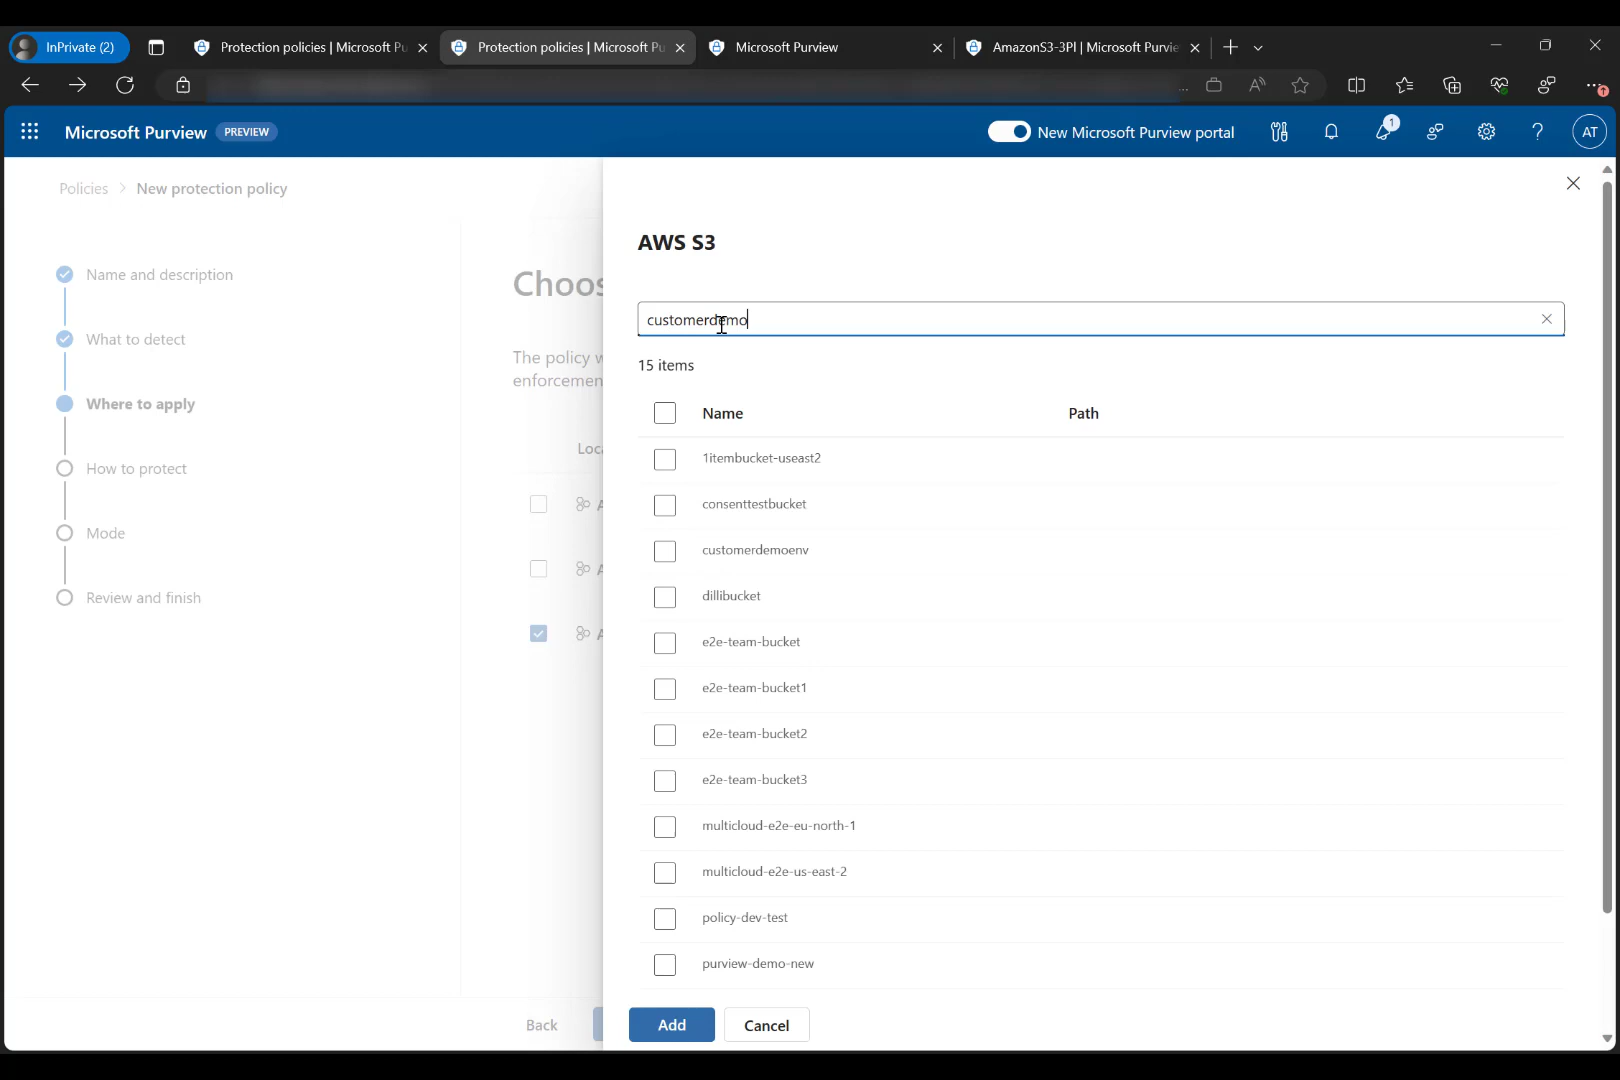 InPrivate (2)
Protection policies | Microsoft Pu
Protection policies | Microsoft Pu
Microsoft Purview
AmazonS3-3PI | Microsoft Purvie
Microsoft Purview PREVIEW
New Microsoft Purview portal
1
AT
Policies > New protection policy
Name and description
What to detect
Where to apply
How to protect
Mode
Review and finish
Choos
The policy w
enforcemen
Loca
A
A
A
Back
AWS S3
customerdemo
15 items
Name Path
1itembucket-useast2
consenttestbucket
customerdemoenv
dillibucket
e2e-team-bucket
e2e-team-bucket1
e2e-team-bucket2
e2e-team-bucket3
multicloud-e2e-eu-north-1
multicloud-e2e-us-east-2
policy-dev-test
purview-demo-new
Add Cancel